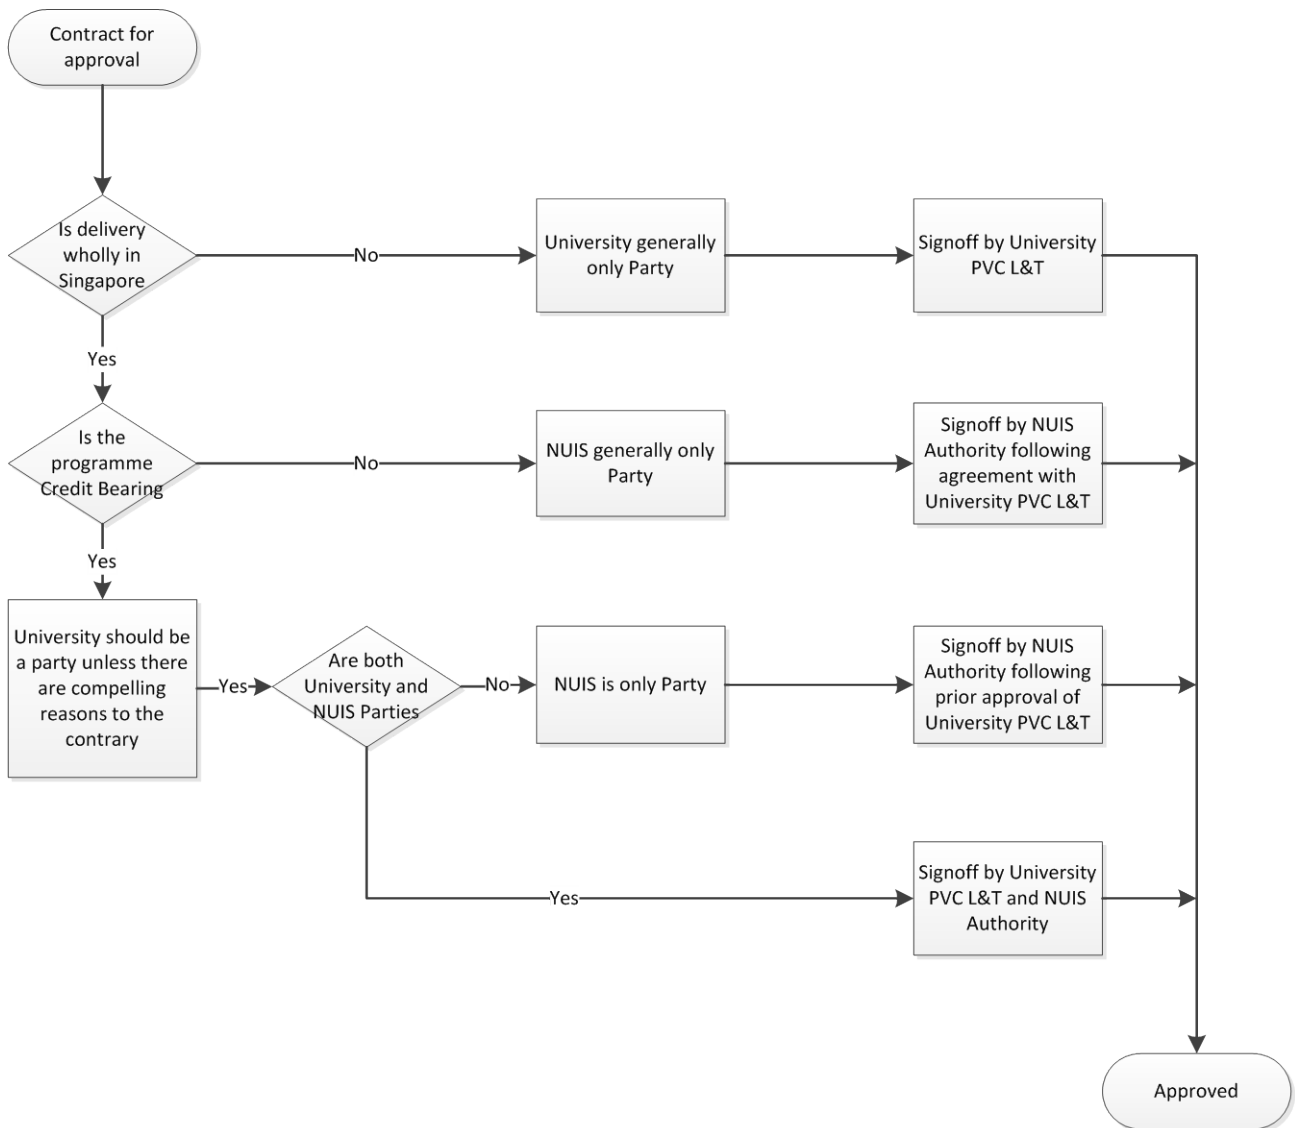 Contract for
approval
Is delivery
wholly in
Singapore
No
University generally
only Party
Signoff by University
PVC L&T
Yes
Is the
programme
Credit Bearing
No
NUIS generally only
Party
Signoff by NUIS
Authority following
agreement with
University PVC L&T
Yes
University should be
a party unless there
are compelling
reasons to the
contrary
Yes
Are both
University and
NUIS Parties
No
NUIS is only Party
Signoff by NUIS
Authority following
prior approval of
University PVC L&T
Yes
Signoff by University
PVC L&T and NUIS
Authority
Approved